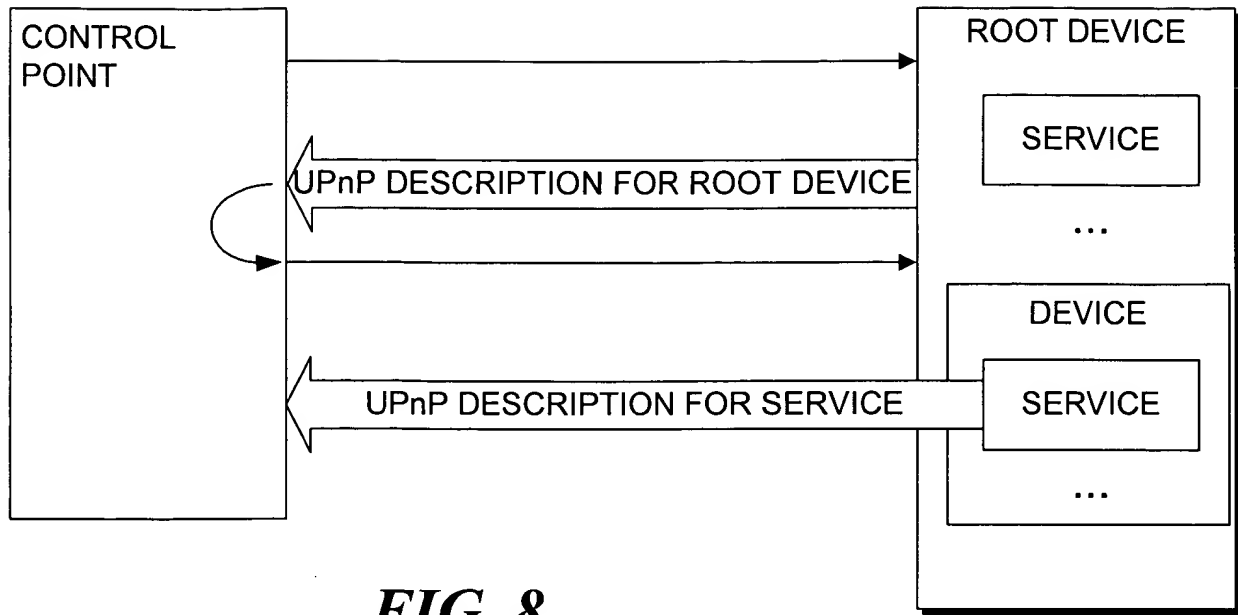 CONTROL
POINT
ROOT DEVICE
SERVICE
UPnP DESCRIPTION FOR ROOT DEVICE
...
DEVICE
UPnP DESCRIPTION FOR SERVICE
SERVICE
...
FIG. 8